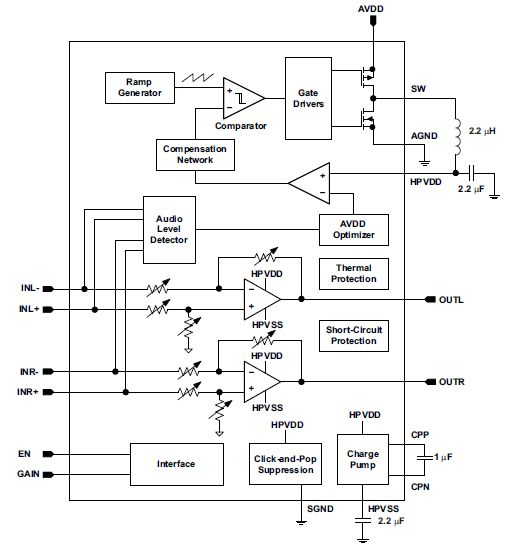 AVDD
Ramp
Generator
+
−
Comparator
Gate
Drivers
SW
AGND
2.2 µH
Compensation
Network
+
−
HPVDD
2.2 µF
Audio
Level
Detector
AVDD
Optimizer
Thermal
Protection
INL-
INL+
HPVDD
−
+
HPVSS
OUTL
Short-Circuit
Protection
INR-
INR+
HPVDD
−
+
HPVSS
OUTR
EN
GAIN
Interface
HPVDD
Click-and-Pop
Suppression
SGND
HPVDD
Charge
Pump
CPP
1 µF
CPN
HPVSS
2.2 µF